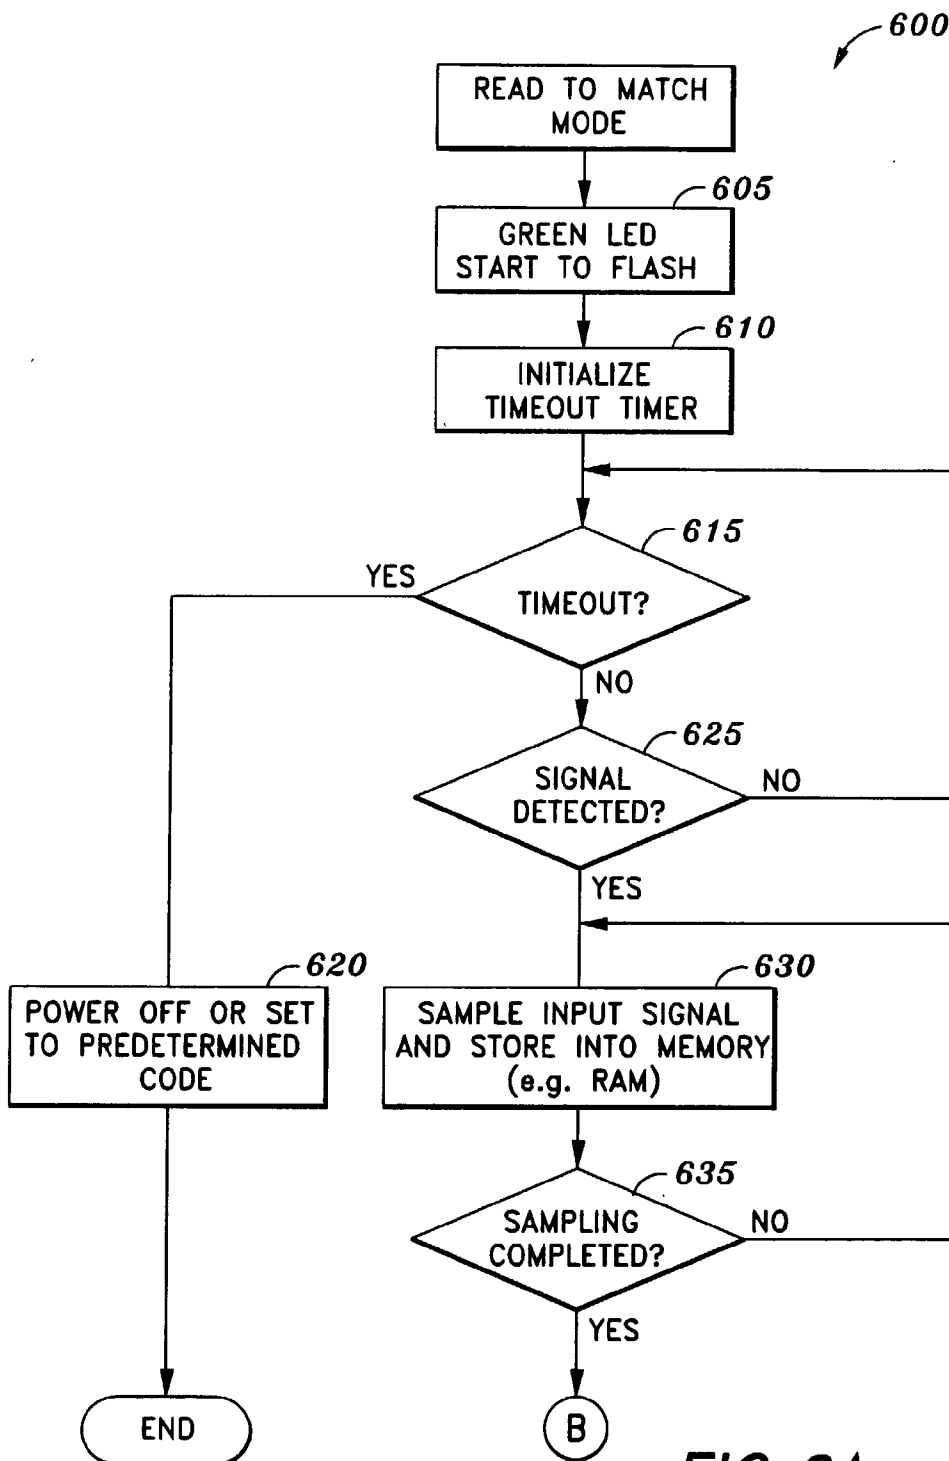 600
READ TO MATCH
MODE
605
GREEN LED
START TO FLASH
610
INITIALIZE
TIMEOUT TIMER
615
YES
TIMEOUT?
NO
625
SIGNAL
DETECTED?
NO
YES
620
POWER OFF OR SET
TO PREDETERMINED
CODE
630
SAMPLE INPUT SIGNAL
AND STORE INTO MEMORY
(e.g. RAM)
635
SAMPLING
COMPLETED?
NO
YES
END
B